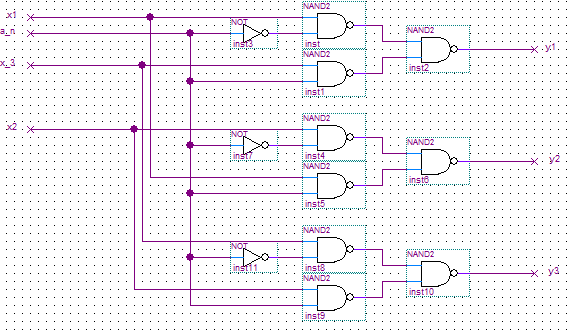 x1
a_n
x_3
x2
NOT
inst3
NAND2
inst
NAND2
inst1
NAND2
inst2
y1
NOT
inst7
NAND2
inst4
NAND2
inst5
NAND2
inst6
y2
NOT
inst11
NAND2
inst8
NAND2
inst9
NAND2
inst10
y3